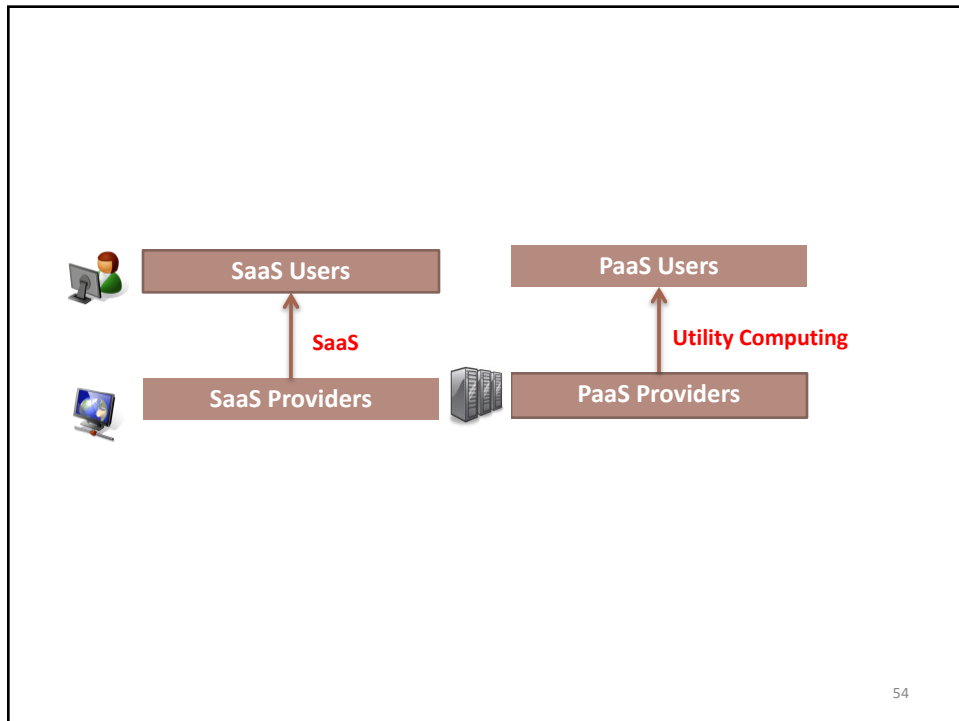 SaaS Users
SaaS
SaaS Providers
PaaS Users
Utility Computing
PaaS Providers
54